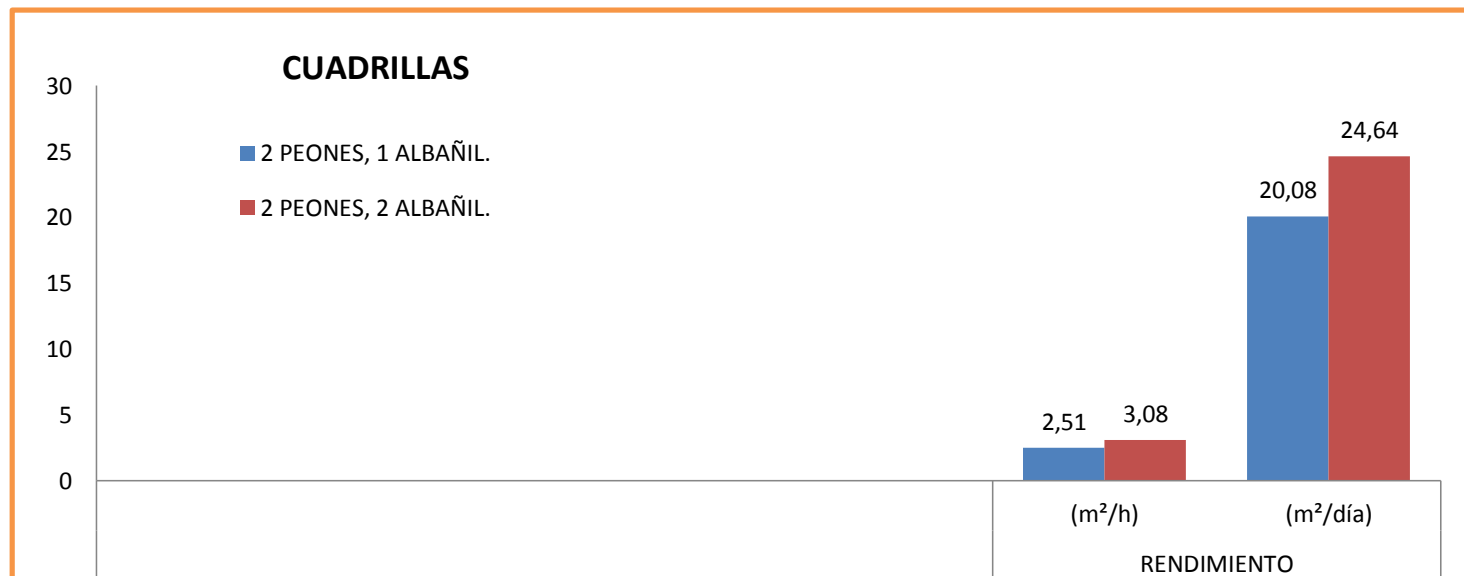 CUADRILLAS
30
25
20
15
10
5
0
2 PEONES, 1 ALBAÑIL.
2 PEONES, 2 ALBAÑIL.
2,51
3,08
20,08
24,64
(m²/h)
(m²/día)
RENDIMIENTO